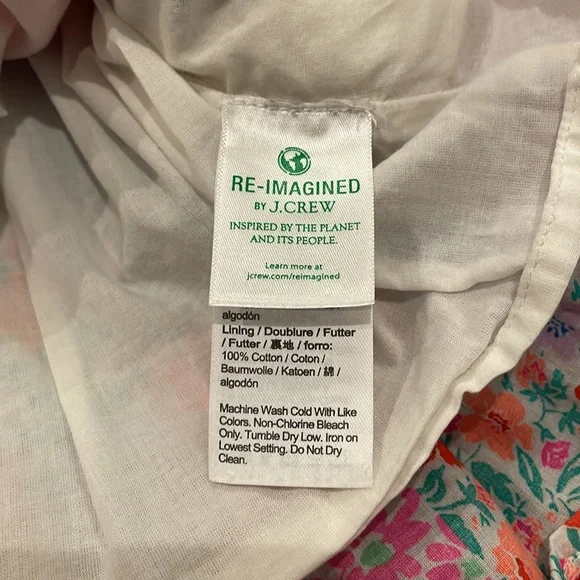 RE-IMAGINED
BY J.CREW
INSPIRED BY THE PLANET
AND ITS PEOPLE.
Learn more at
jcrew.com/reimagined
algodón
Lining / Doublure / Futter
/ Futter / 裏地 / forro:
100% Cotton / Coton /
Baumwolle / Katoen / 綿 /
algodón
Machine Wash Cold With Like
Colors. Non-Chlorine Bleach
Only. Tumble Dry Low. Iron on
Lowest Setting. Do Not Dry
Clean.